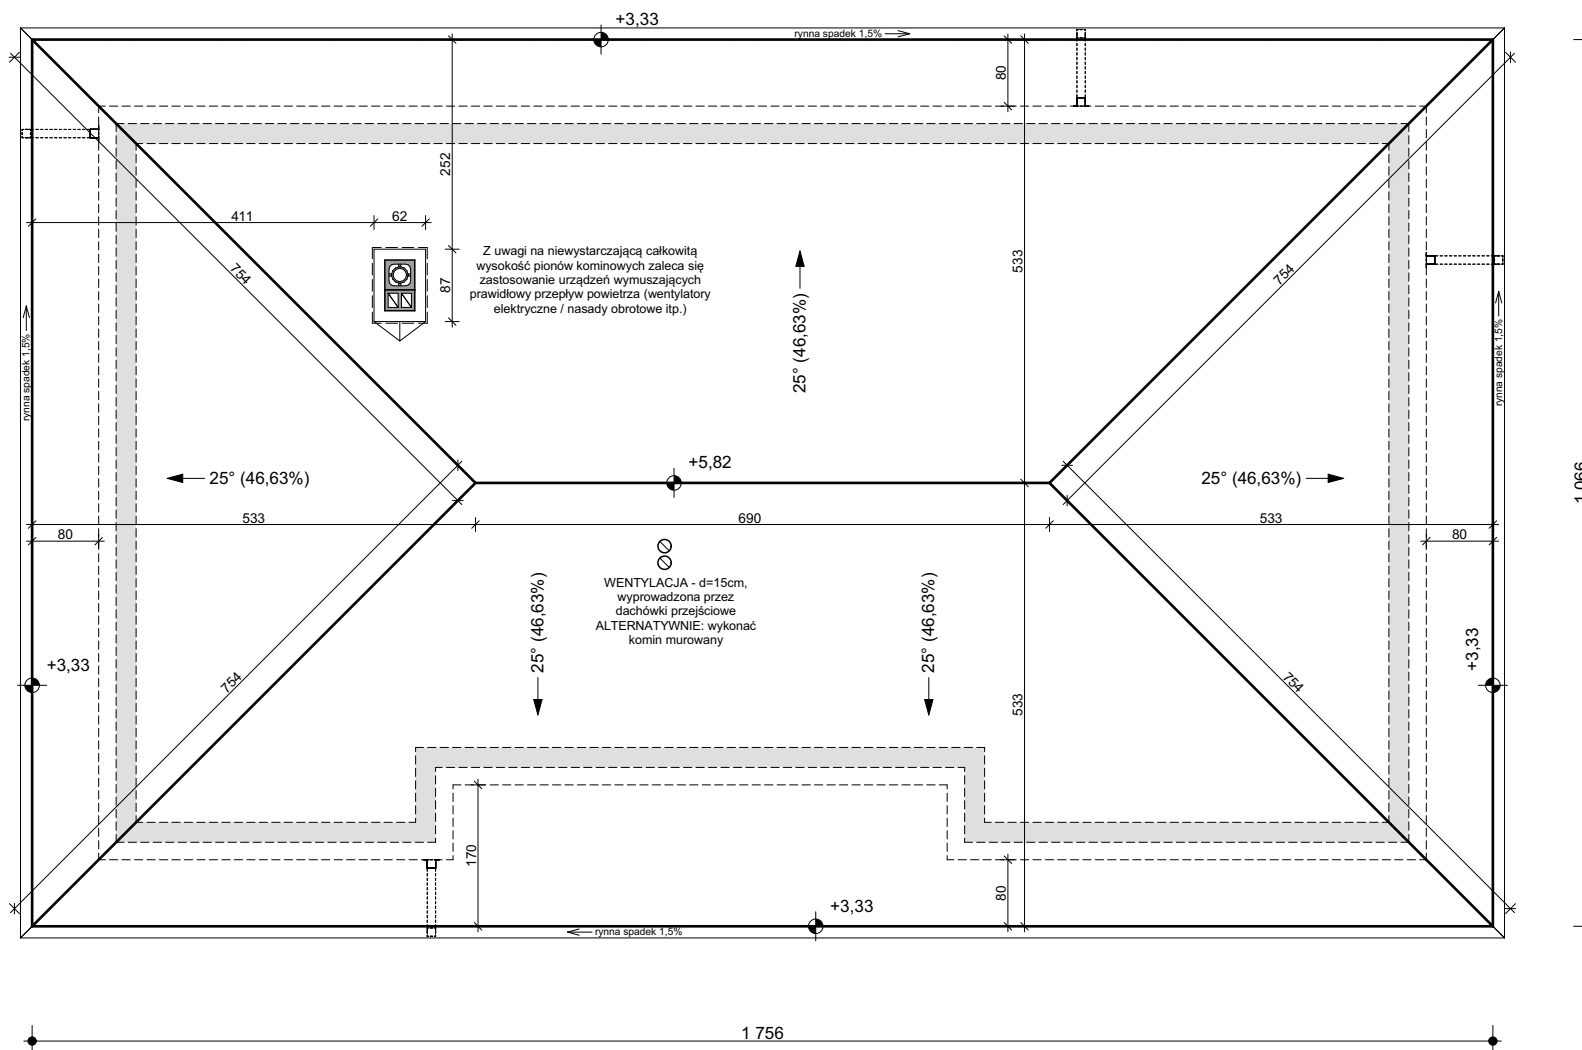 +3,33
rynna spadek 1,5%
80
252
411
62
Z uwagi na niewystarczającą całkowitą
wysokość pionów kominowych zaleca się
zastosowanie urządzeń wymuszających
prawidłowy przepływ powietrza (wentylatory
elektryczne / nasady obrotowe itp.)
87
754
533
754
25° (46,63%)
rynna spadek 1,5%
rynna spadek 1,5%
+5,82
25° (46,63%)
25° (46,63%)
1 066
533
690
533
80
80
WENTYLACJA - d=15cm,
wyprowadzona przez
dachówki przejściowe
ALTERNATYWNIE: wykonać
komin murowany
25° (46,63%)
25° (46,63%)
+3,33
+3,33
754
533
754
170
80
+3,33
rynna spadek 1,5%
1 756